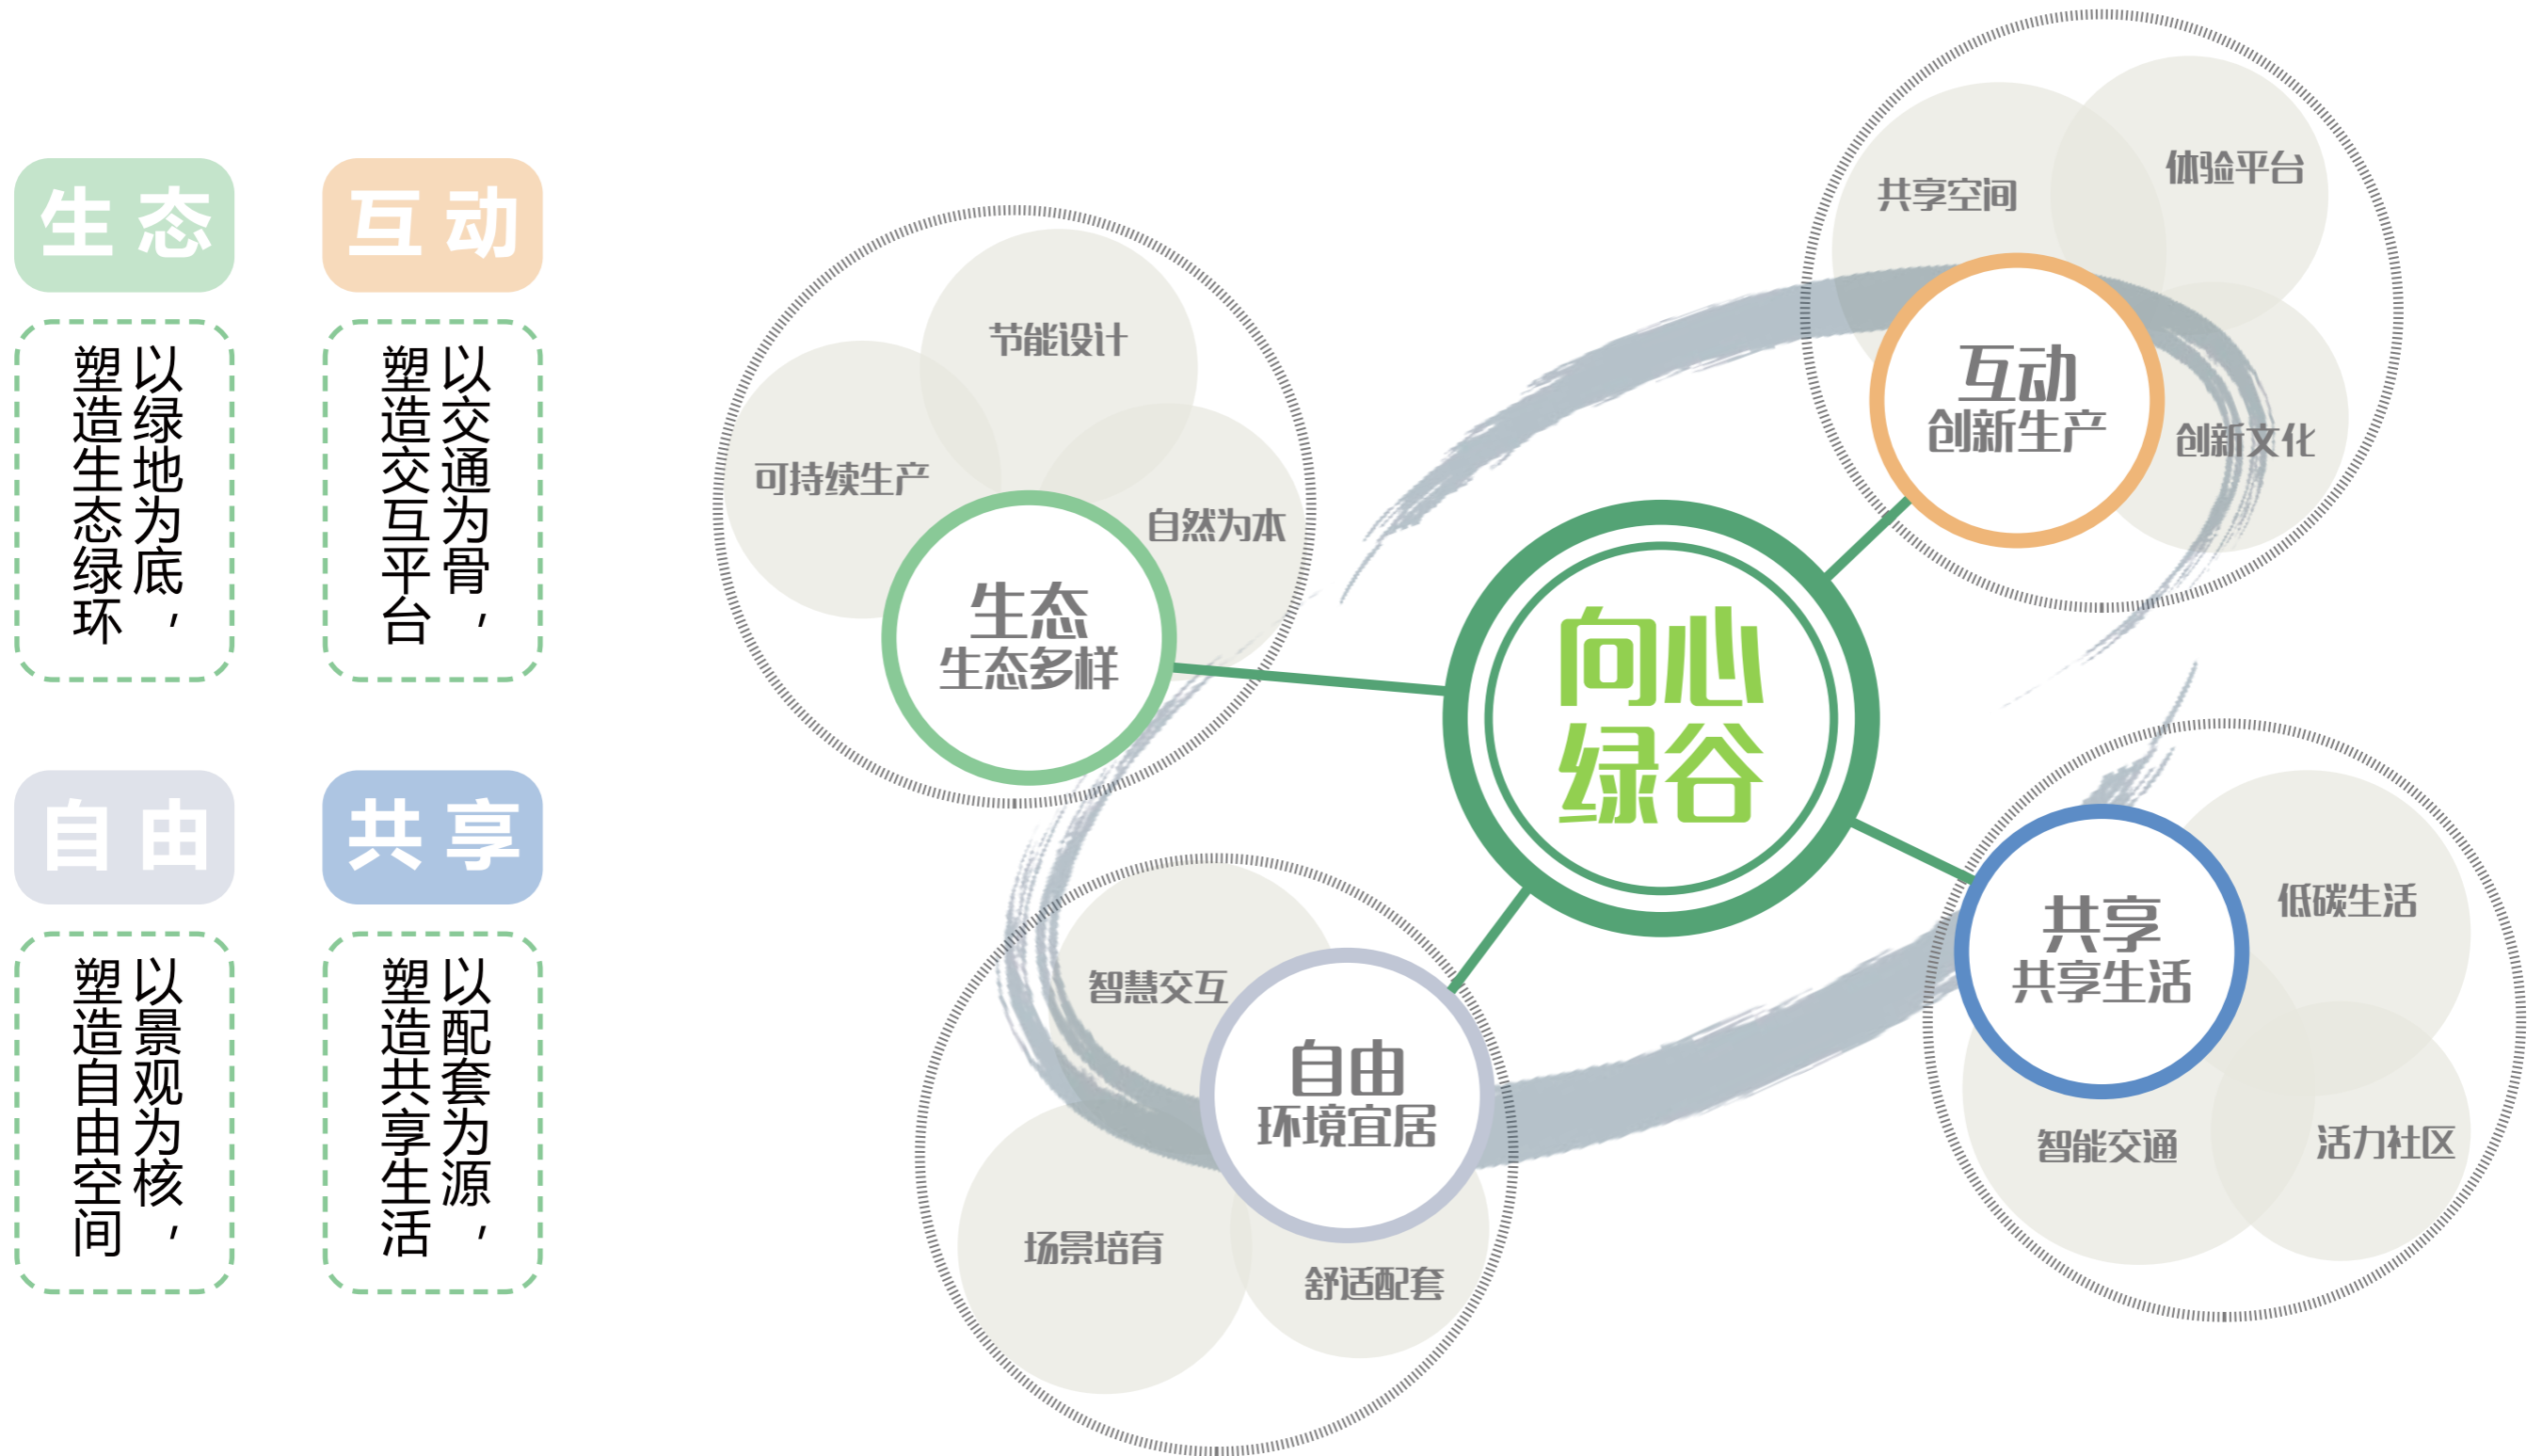 生态
以绿地为底，
塑造生态绿环
互动
以交通为骨，
塑造交互平台
自由
以景观为核，
塑造自由空间
共享
以配套为源，
塑造共享生活
向心
绿谷
生态
生态多样
节能设计
可持续生产
自然为本
互动
创新生产
共享空间
体验平台
创新文化
自由
环境宜居
智慧交互
场景培育
舒适配套
共享
共享生活
低碳生活
智能交通
活力社区